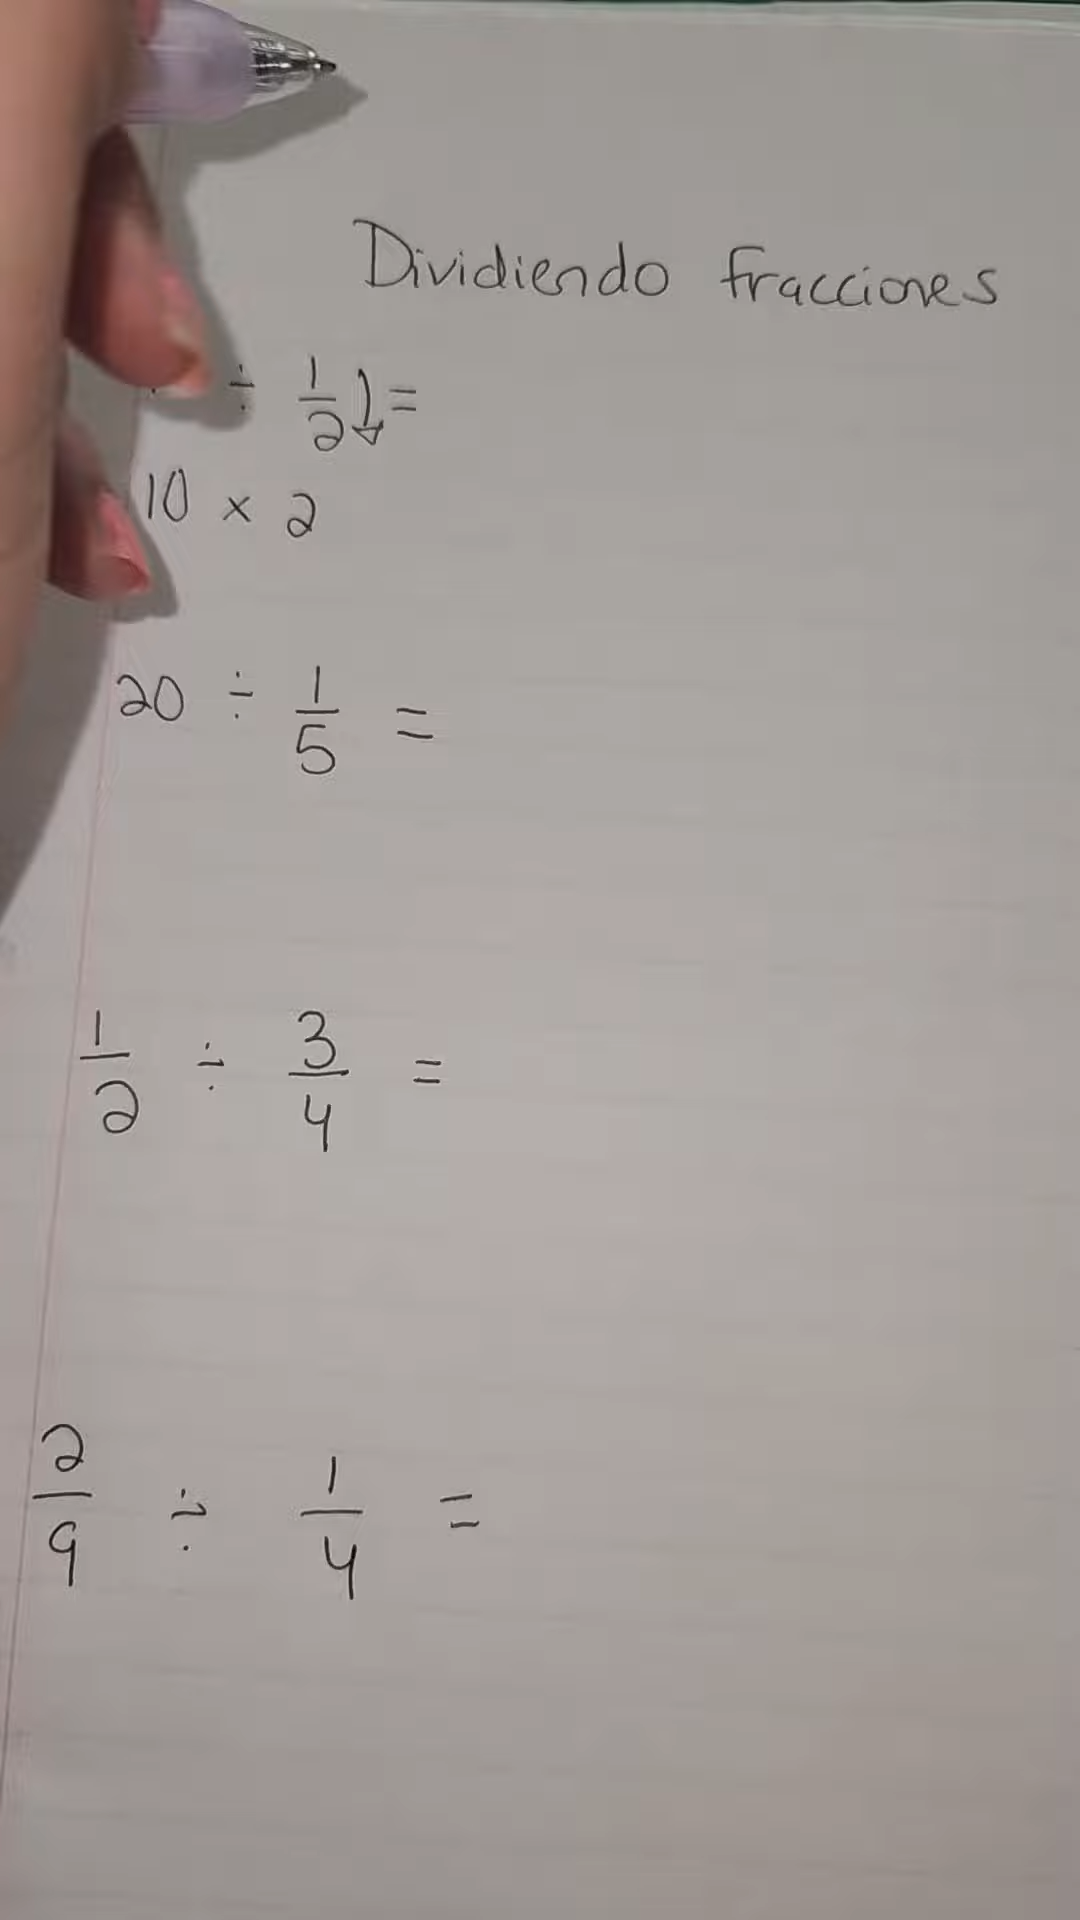 Dividiendo fracciones
÷ 1/2 =
10 × 2
20 ÷ 1/5 =
1/2 ÷ 3/4 =
2/9 ÷ 1/4 =